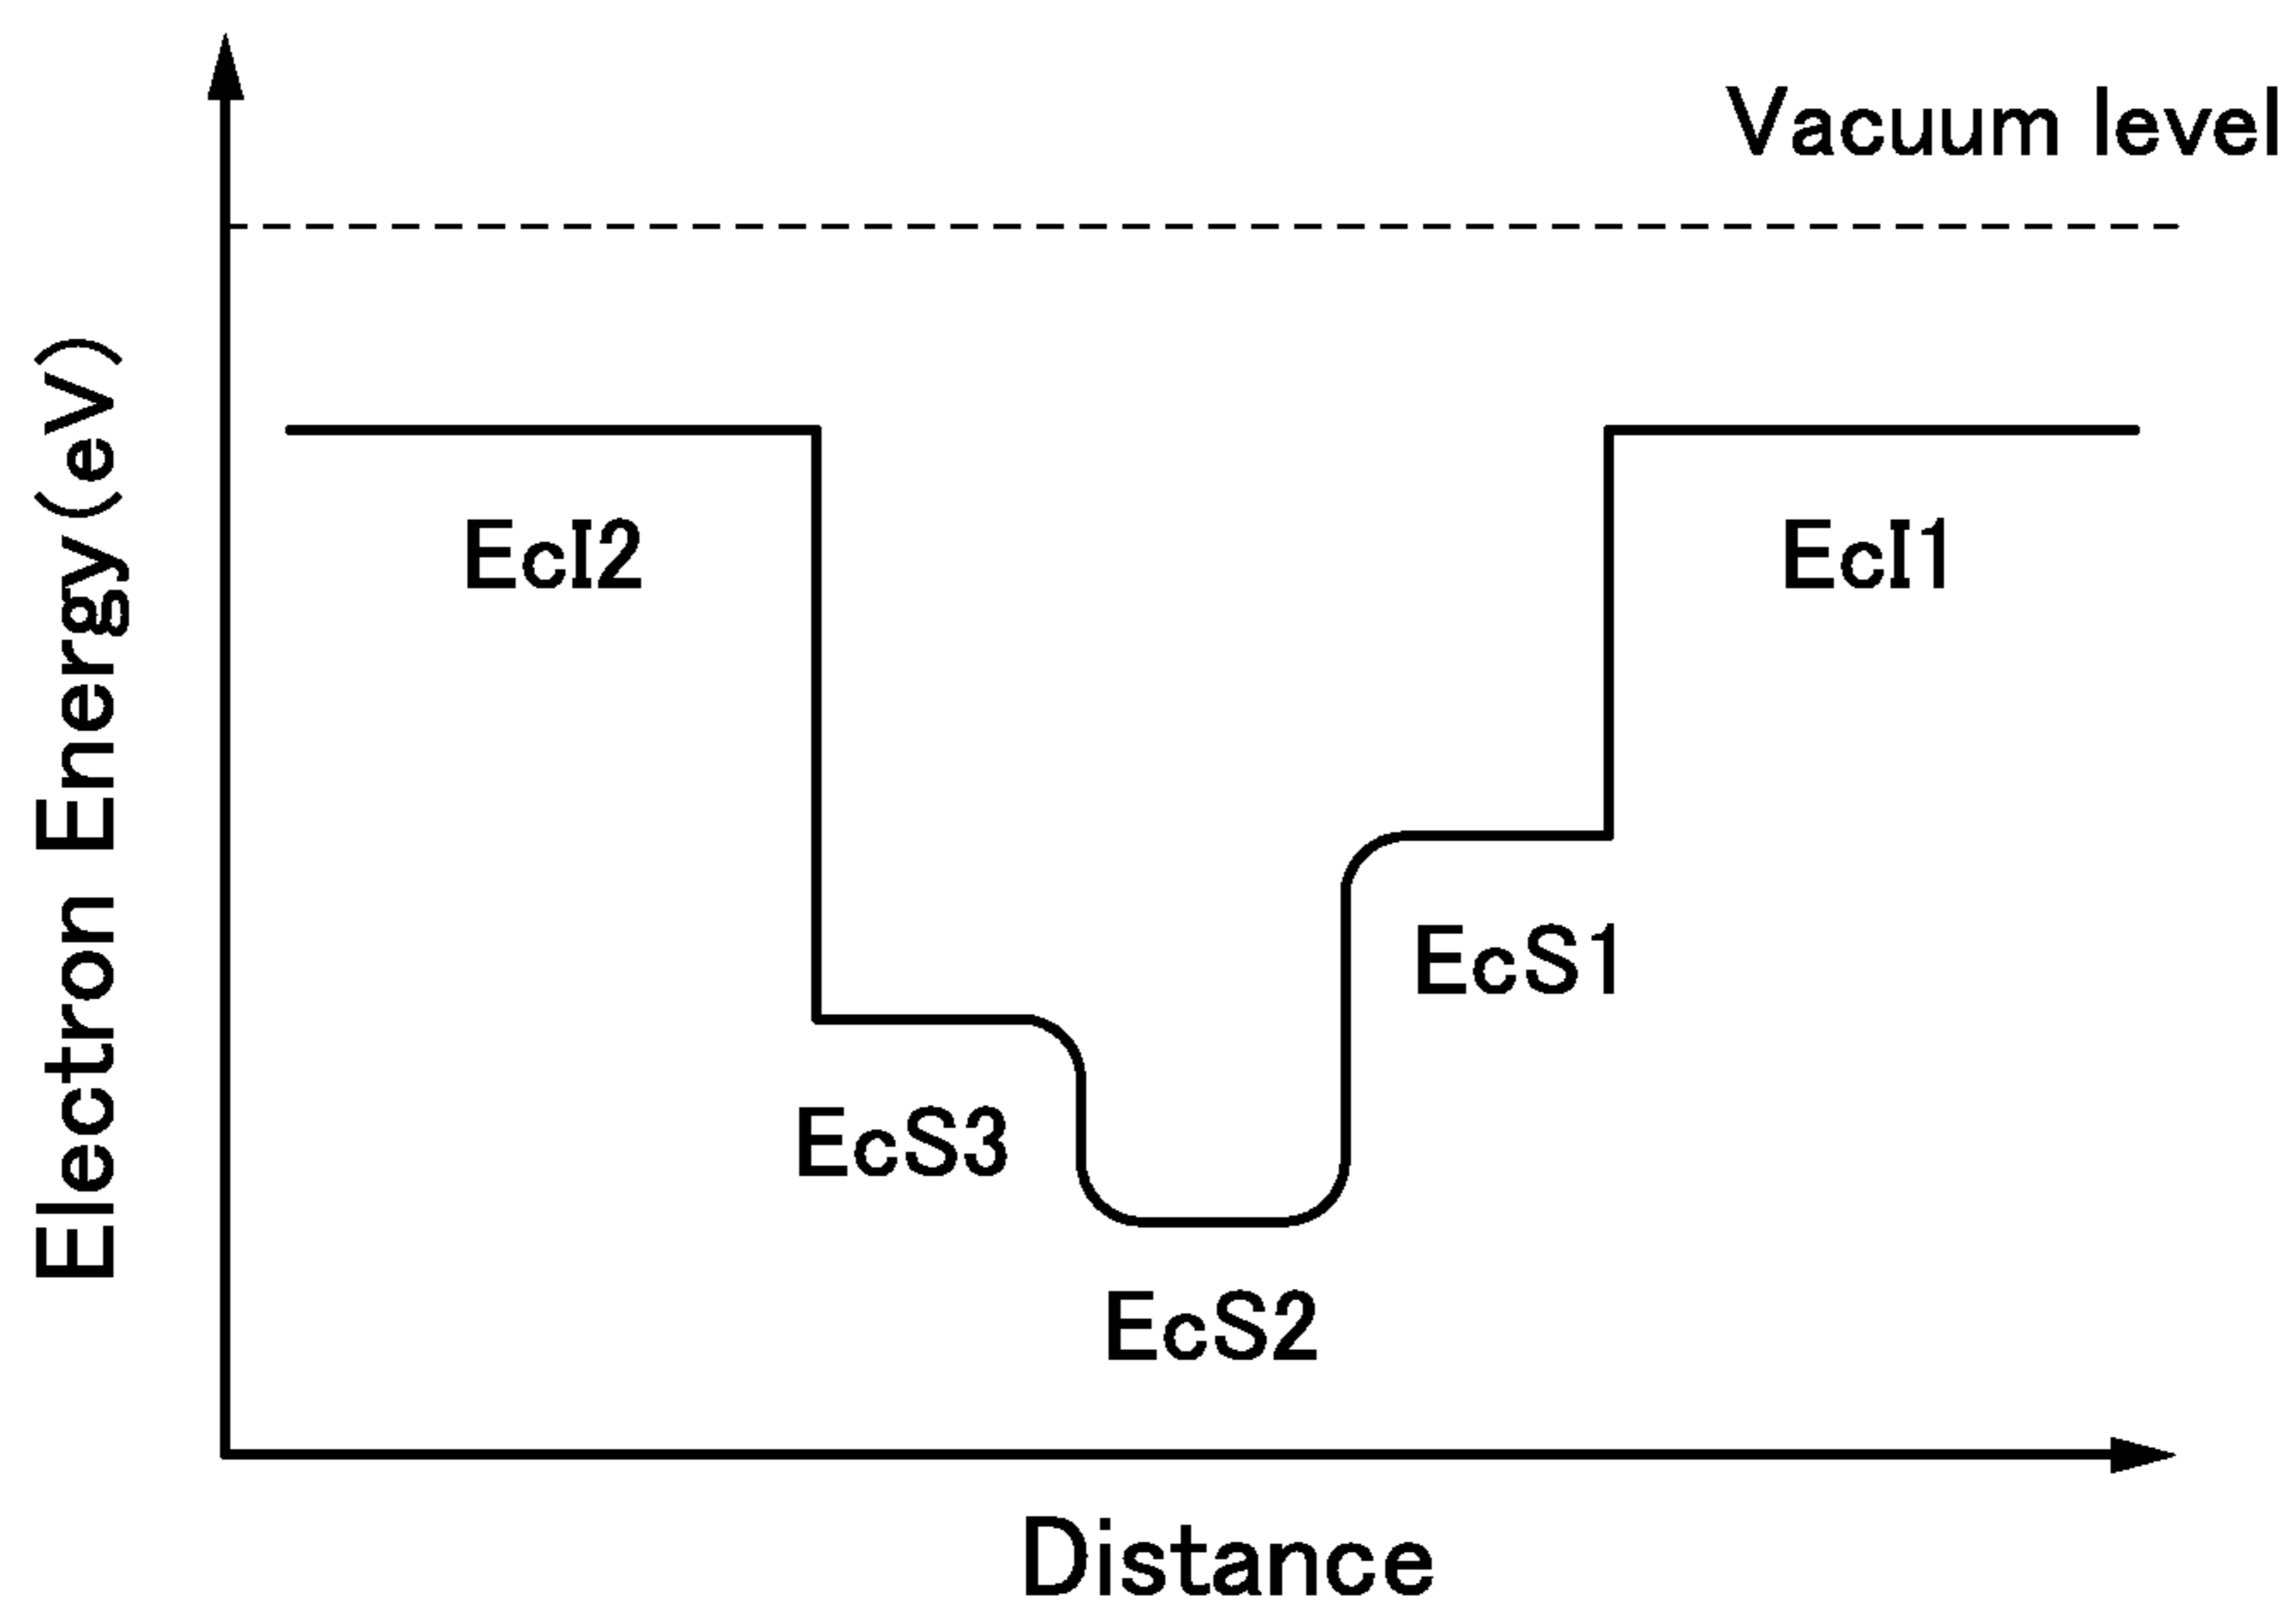 Vacuum level
Electron Energy(eV)
EcI2
EcI1
EcS1
EcS3
EcS2
Distance